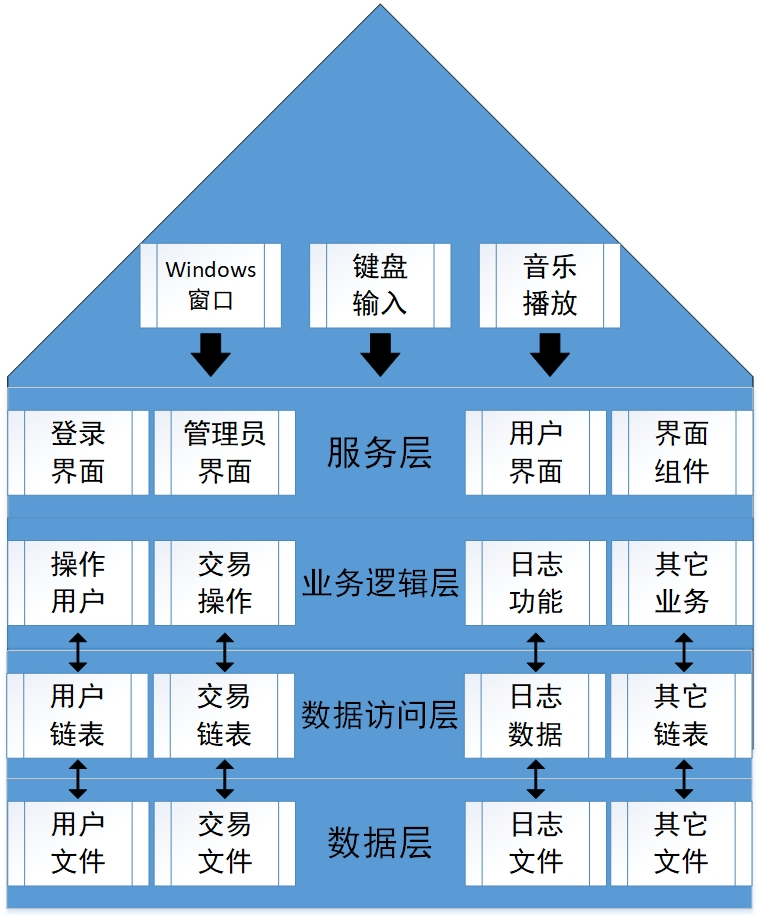 Windows
窗口
键盘
输入
音乐
播放
登录
界面
管理员
界面
服务层
用户
界面
界面
组件
操作
用户
交易
操作
业务逻辑层
日志
功能
其它
业务
用户
链表
交易
链表
数据访问层
日志
数据
其它
链表
用户
文件
交易
文件
数据层
日志
文件
其它
文件